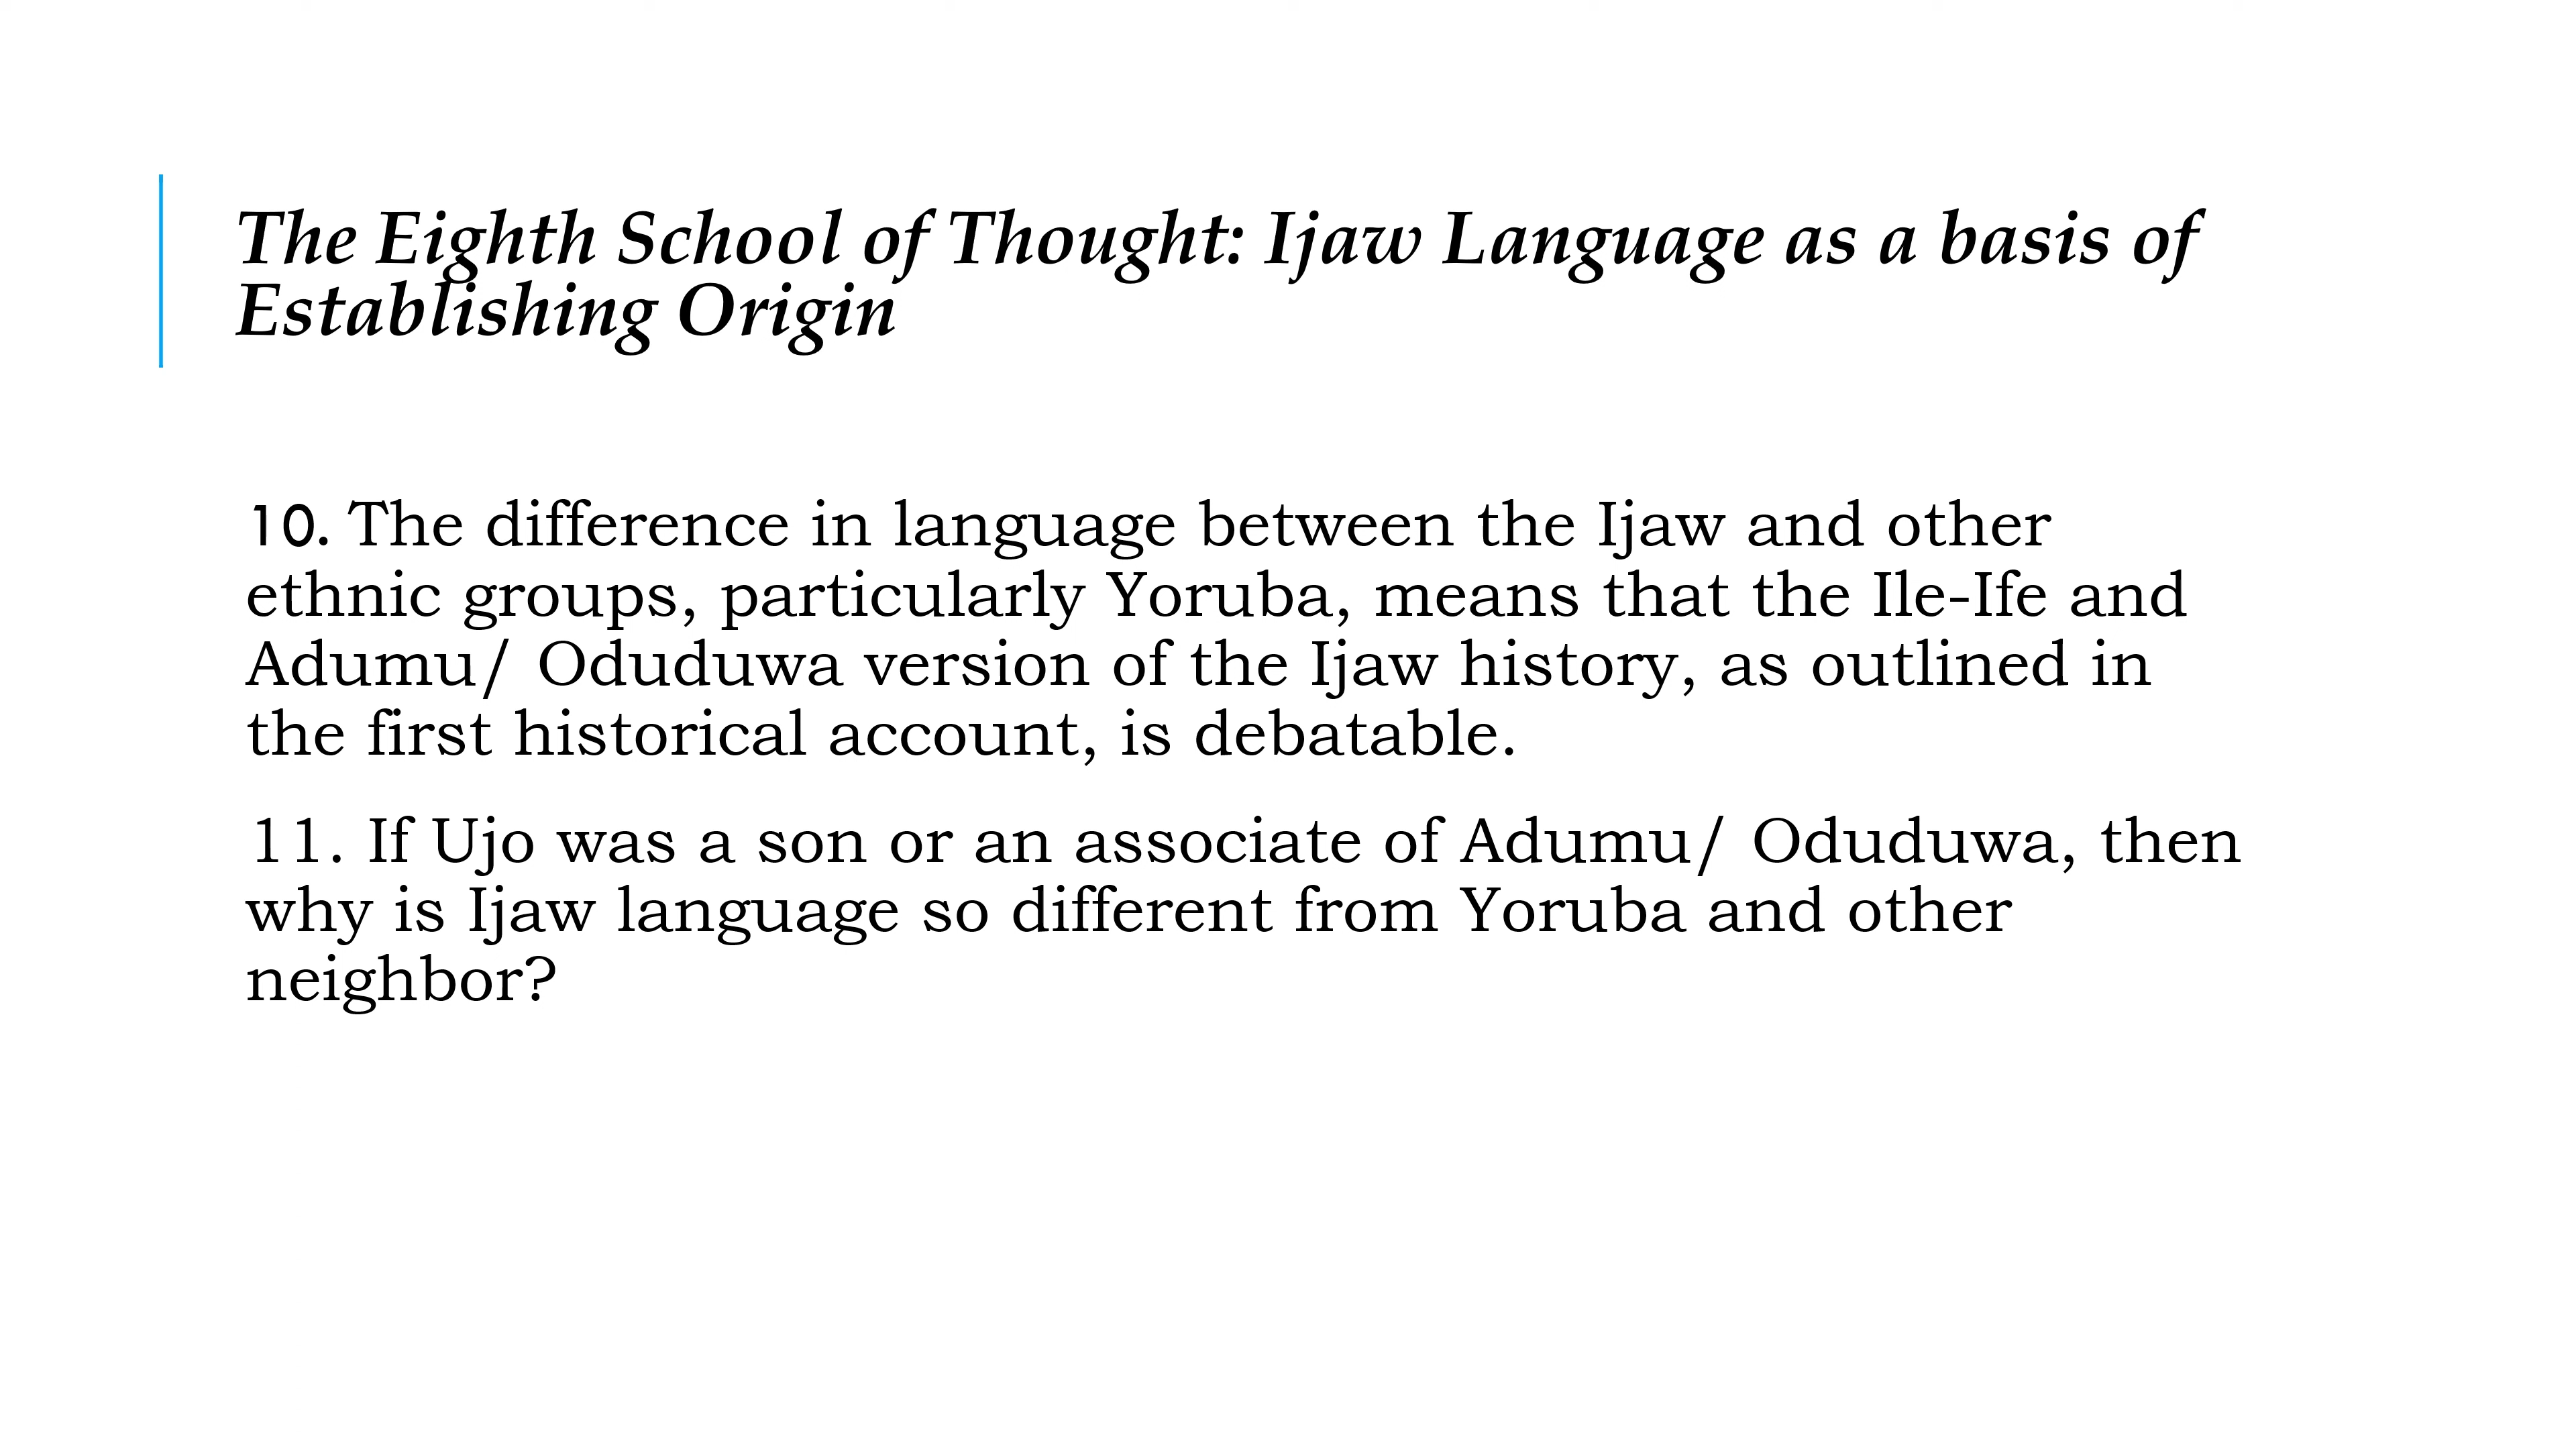 The Eighth School of Thought: Ijaw Language as a basis of
Establishing Origin
10. The difference in language between the Ijaw and other
ethnic groups, particularly Yoruba, means that the Ile-Ife and
Adumu/ Oduduwa version of the Ijaw history, as outlined in
the first historical account, is debatable.
11. If Ujo was a son or an associate of Adumu/ Oduduwa, then
why is Ijaw language so different from Yoruba and other
neighbor?